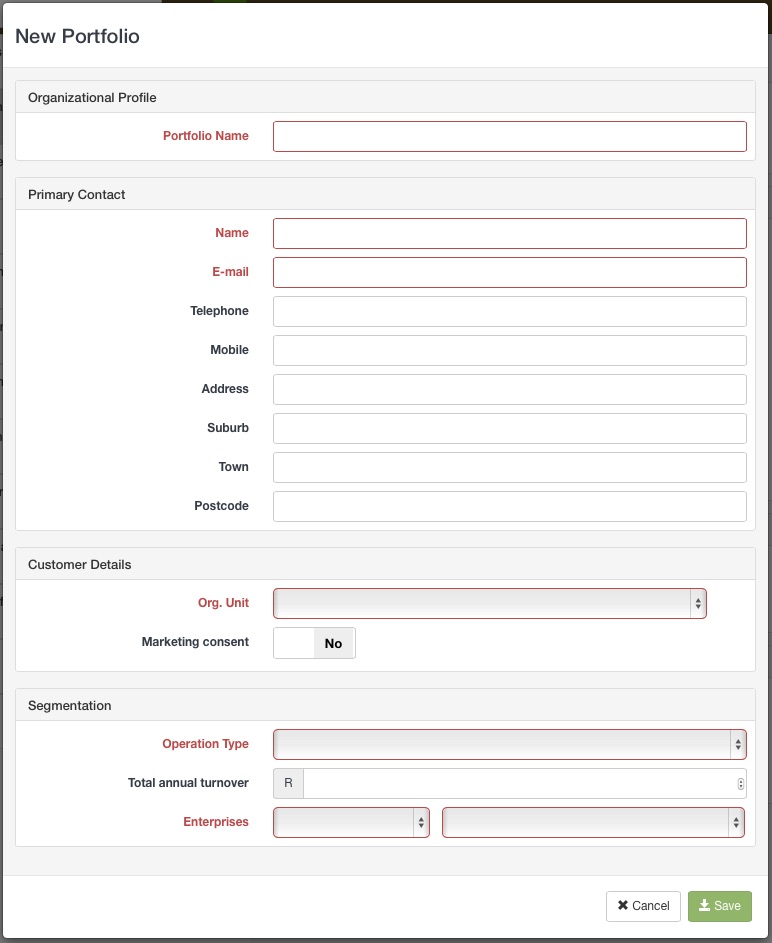 New Portfolio
Organizational Profile
Portfolio Name
Primary Contact
Name
E-mail
Telephone
Mobile
Address
Suburb
Town
Postcode
Customer Details
Org. Unit
Marketing consent No
Segmentation
Operation Type
Total annual turnover R
Enterprises
Cancel Save